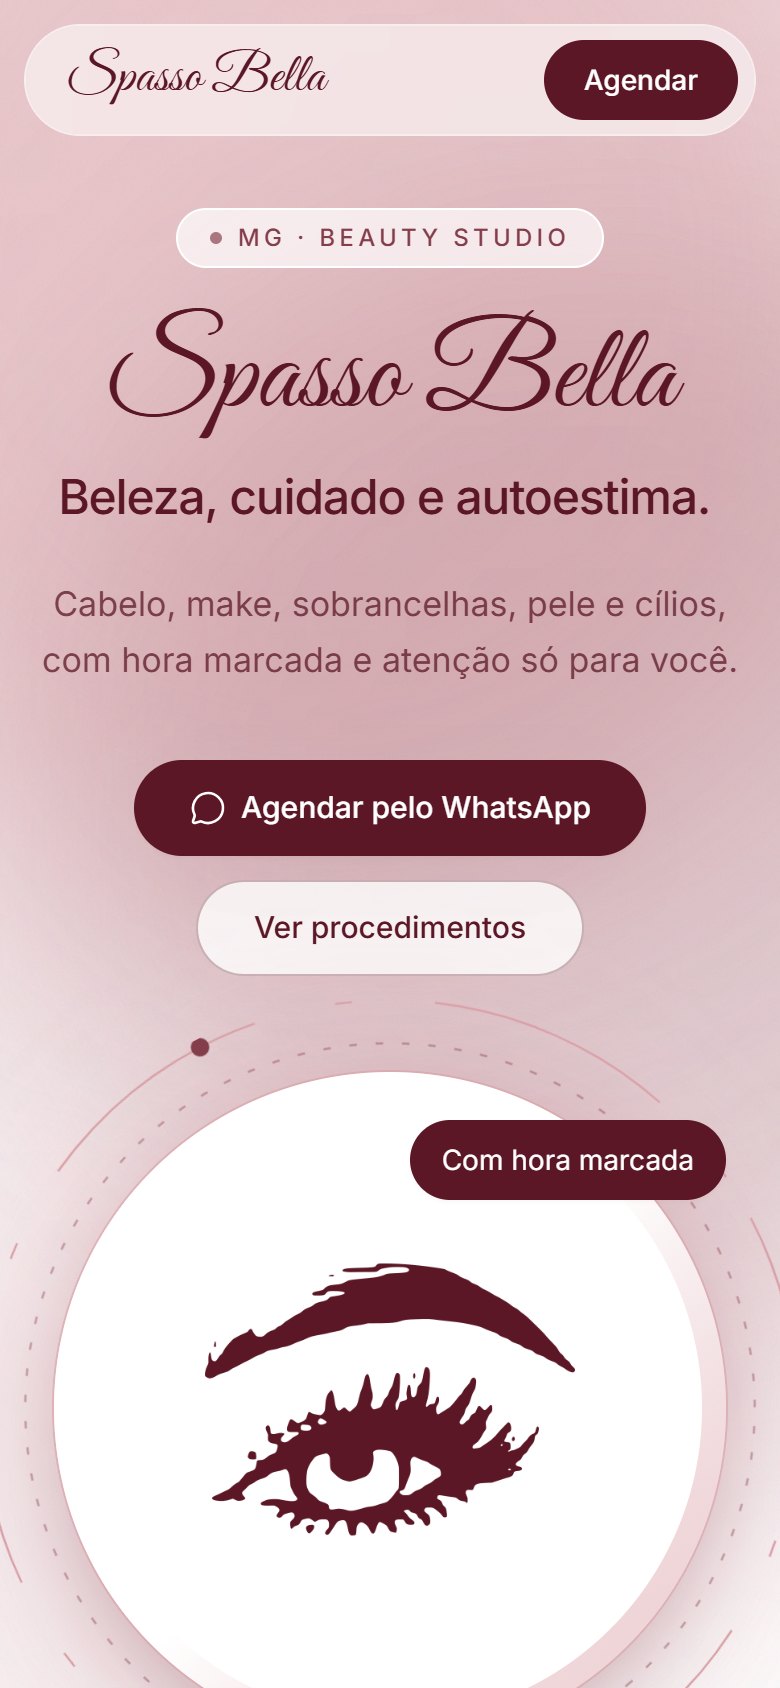 Spasso Bella
Agendar
MG · BEAUTY STUDIO
Spasso Bella
Beleza, cuidado e autoestima.
Cabelo, make, sobrancelhas, pele e cílios,
com hora marcada e atenção só para você.
Agendar pelo WhatsApp
Ver procedimentos
Com hora marcada